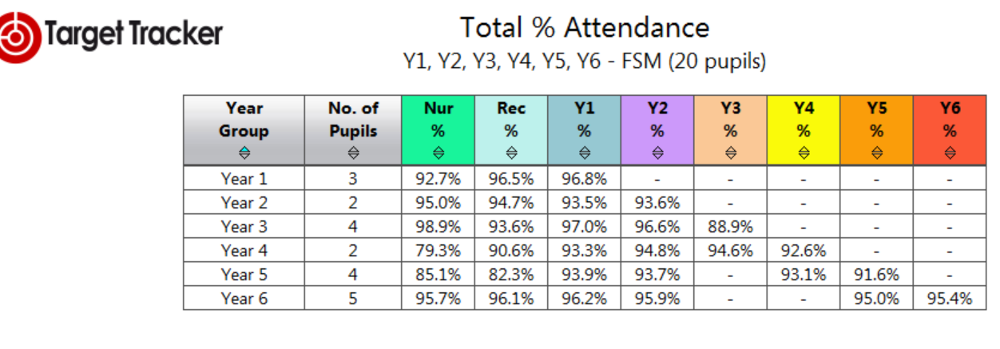 Target Tracker
Total % Attendance
Y1, Y2, Y3, Y4, Y5, Y6 - FSM (20 pupils)
Year Group No. of Pupils Nur % Rec % Y1 % Y2 % Y3 % Y4 % Y5 % Y6 %
Year 1 3 92.7% 96.5% 96.8% - - - - -
Year 2 2 95.0% 94.7% 93.5% 93.6% - - - -
Year 3 4 98.9% 93.6% 97.0% 96.6% 88.9% - - -
Year 4 2 79.3% 90.6% 93.3% 94.8% 94.6% 92.6% - -
Year 5 4 85.1% 82.3% 93.9% 93.7% - 93.1% 91.6% -
Year 6 5 95.7% 96.1% 96.2% 95.9% - - 95.0% 95.4%